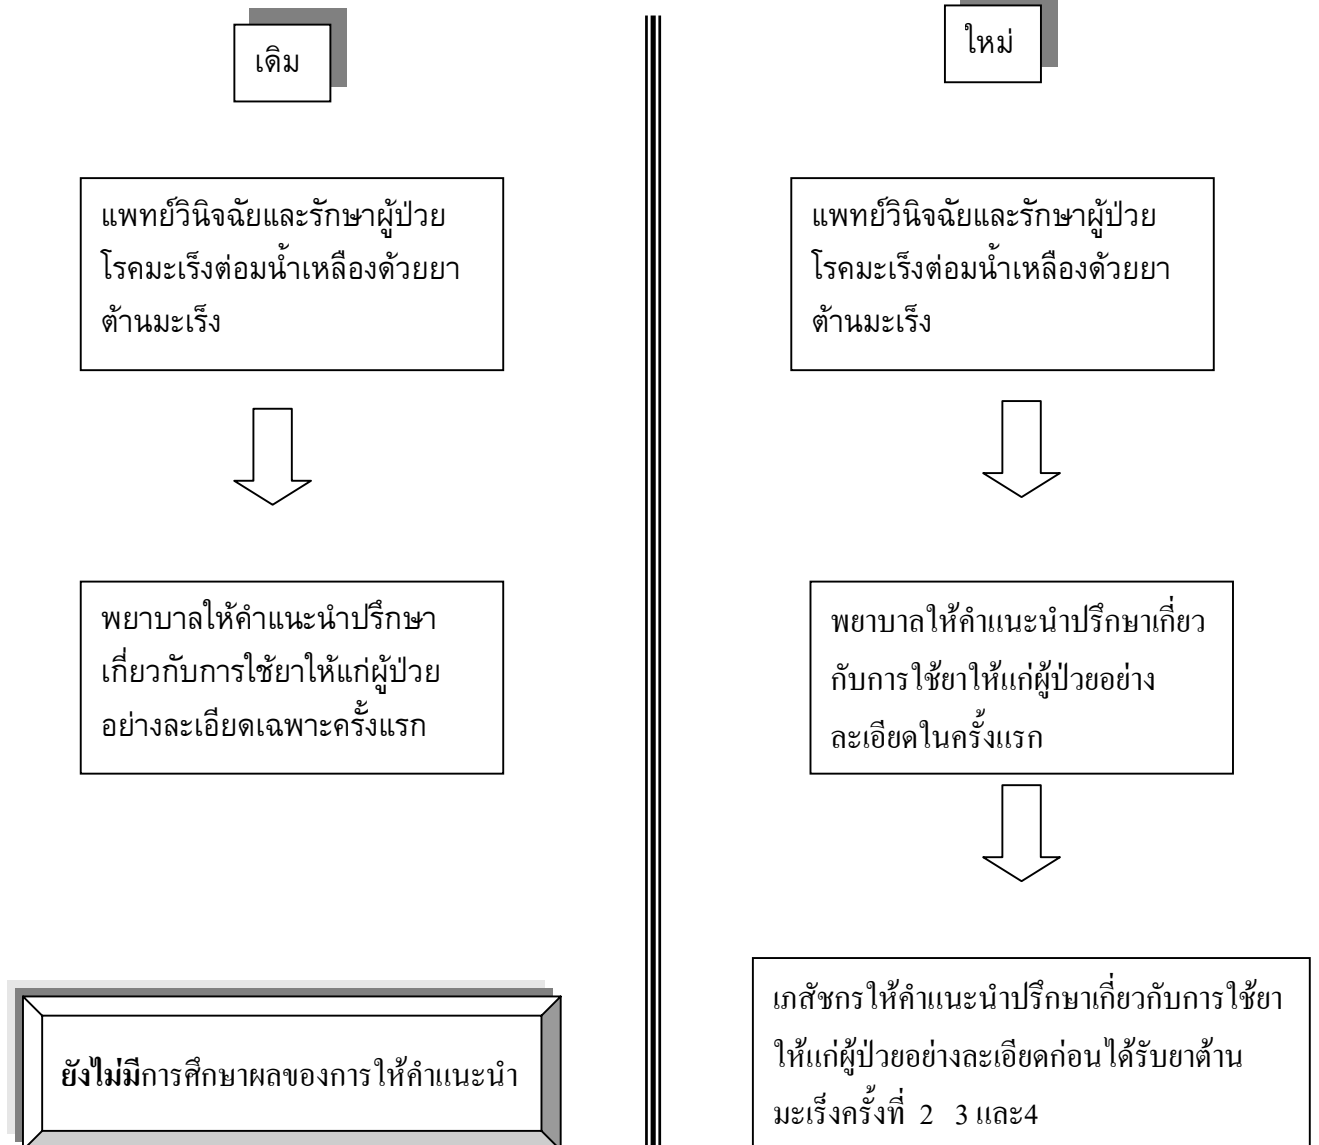 เดิม
แพทย์วินิจฉัยและรักษาผู้ป่วย
โรคมะเร็งต่อมน้ำเหลืองด้วยยา
ต้านมะเร็ง
พยาบาลให้คำแนะนำปรึกษา
เกี่ยวกับการใช้ยาให้แก่ผู้ป่วย
อย่างละเอียดเฉพาะครั้งแรก
ยังไม่มีการศึกษาผลของการให้คำแนะนำ
ใหม่
แพทย์วินิจฉัยและรักษาผู้ป่วย
โรคมะเร็งต่อมน้ำเหลืองด้วยยา
ต้านมะเร็ง
พยาบาลให้คำแนะนำปรึกษาเกี่ยว
กับการใช้ยาให้แก่ผู้ป่วยอย่าง
ละเอียดในครั้งแรก
เภสัชกรให้คำแนะนำปรึกษาเกี่ยวกับการใช้ยา
ให้แก่ผู้ป่วยอย่างละเอียดก่อนได้รับยาต้าน
มะเร็งครั้งที่ 2 3 และ4